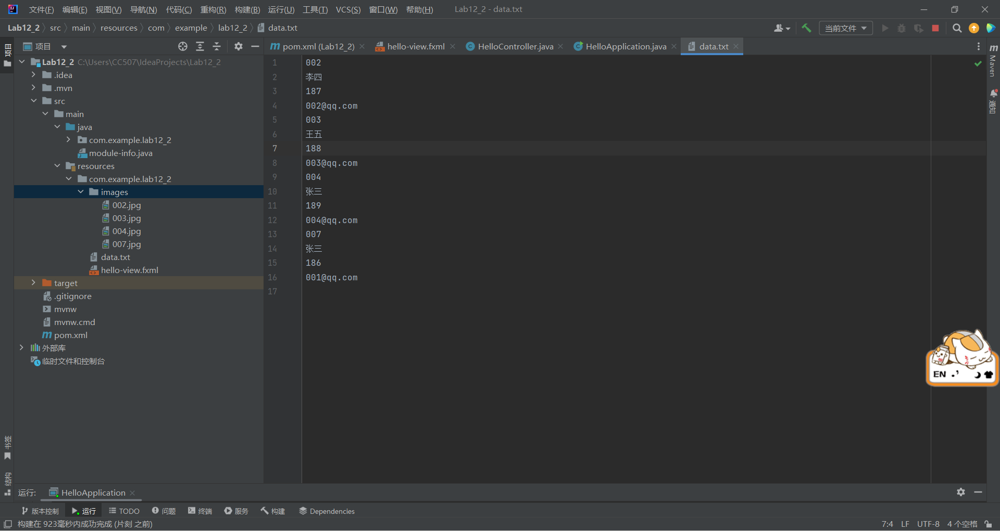 文件(F) 编辑(E) 视图(V) 导航(N) 代码(C) 重构(R) 构建(B) 运行(U) 工具(T) VCS(S) 窗口(W) 帮助(H) Lab12_2 - data.txt
Lab12_2 src main resources com example lab12_2 data.txt 当前文件
项目
项目
pom.xml (Lab12_2) hello-view.fxml HelloController.java HelloApplication.java data.txt
Maven
通知
Lab12_2 C:\Users\CC507\IdeaProjects\Lab12_2
.idea
.mvn
src
main
java
com.example.lab12_2
module-info.java
resources
com.example.lab12_2
images
002.jpg
003.jpg
004.jpg
007.jpg
data.txt
hello-view.fxml
target
.gitignore
mvnw
mvnw.cmd
pom.xml
外部库
临时文件和控制台
1 002
2 李四
3 187
4 002@qq.com
5 003
6 王五
7 188
8 003@qq.com
9 004
10 张三
11 189
12 004@qq.com
13 007
14 张三
15 186
16 001@qq.com
17
EN
书签
结构
运行: HelloApplication
版本控制 运行 TODO 问题 终端 服务 构建 Dependencies
构建在 923毫秒内成功完成 (片刻 之前) 7:4 LF UTF-8 4 个空格